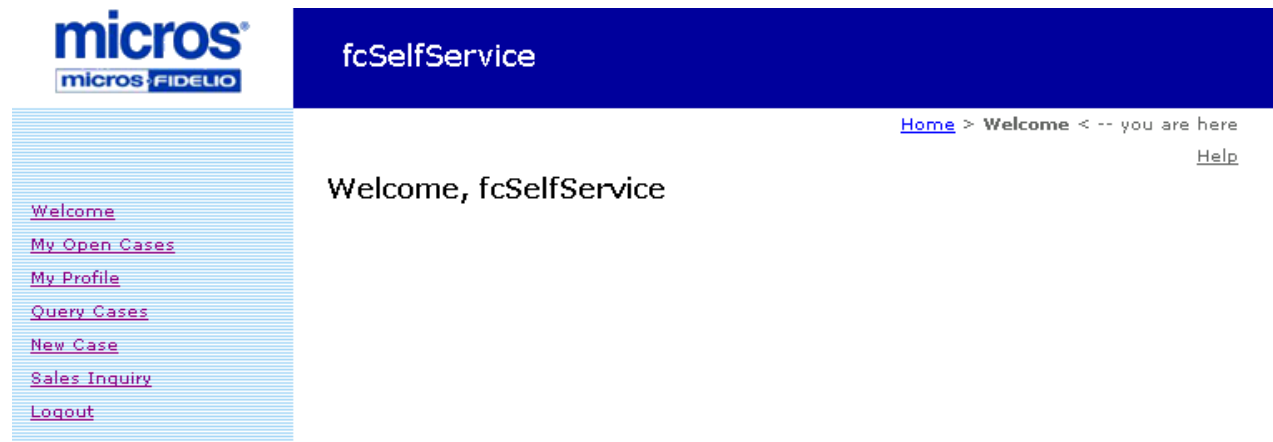 micros®
micros FIDELIO
fcSelfService
Home > Welcome < -- you are here
Help
Welcome, fcSelfService
Welcome
My Open Cases
My Profile
Query Cases
New Case
Sales Inquiry
Logout